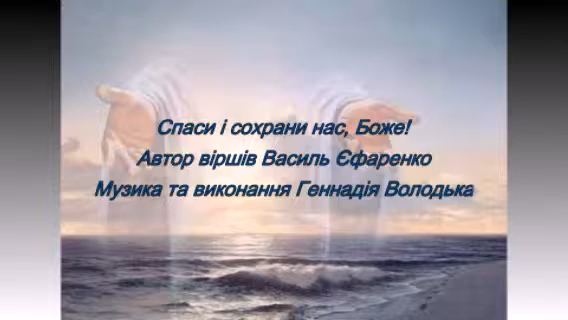 Спаси і сохрани нас, Боже!
Автор віршів Василь Єфаренко
Музика та виконання Геннадія Володька